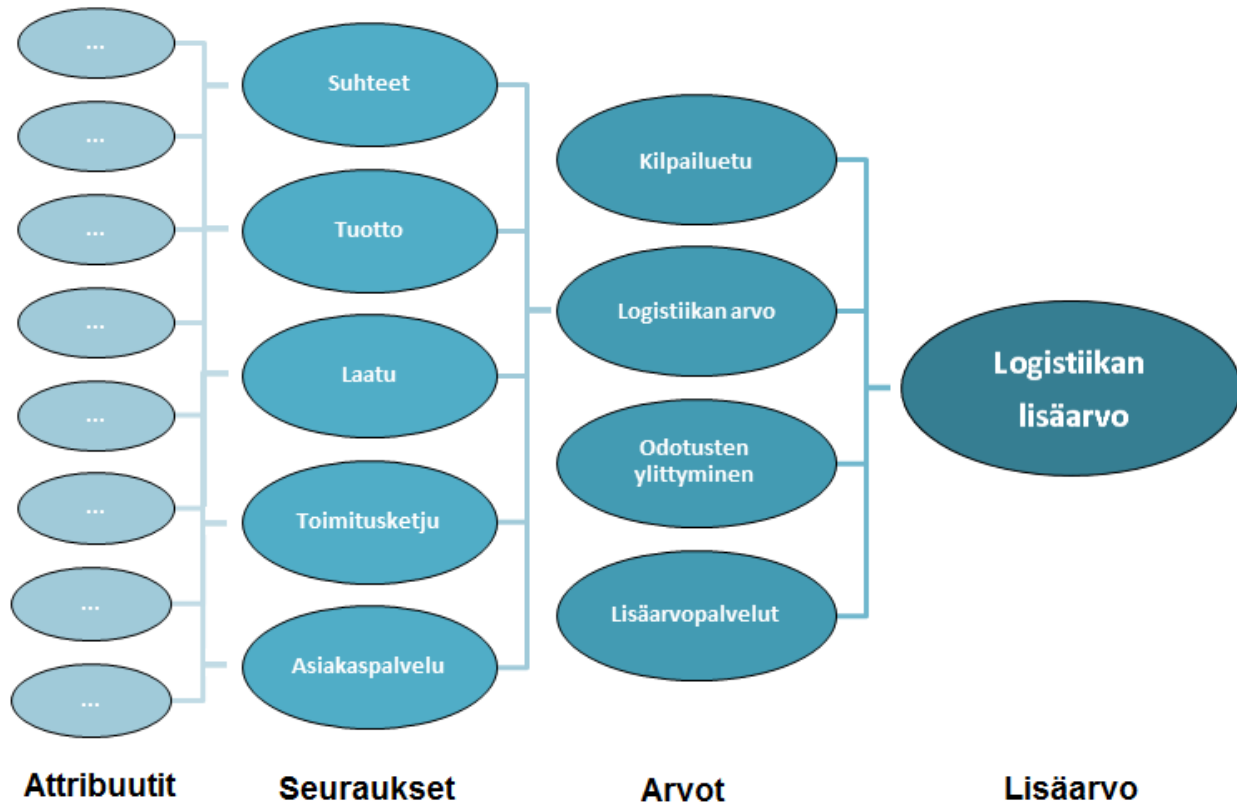 ...
...
...
...
...
...
...
...
Suhteet
Tuotto
Laatu
Toimitusketju
Asiakaspalvelu
Kilpailuetu
Logistiikan arvo
Odotusten
ylittyminen
Lisäarvopalvelut
Logistiikan
lisäarvo
Attribuutit
Seuraukset
Arvot
Lisäarvo